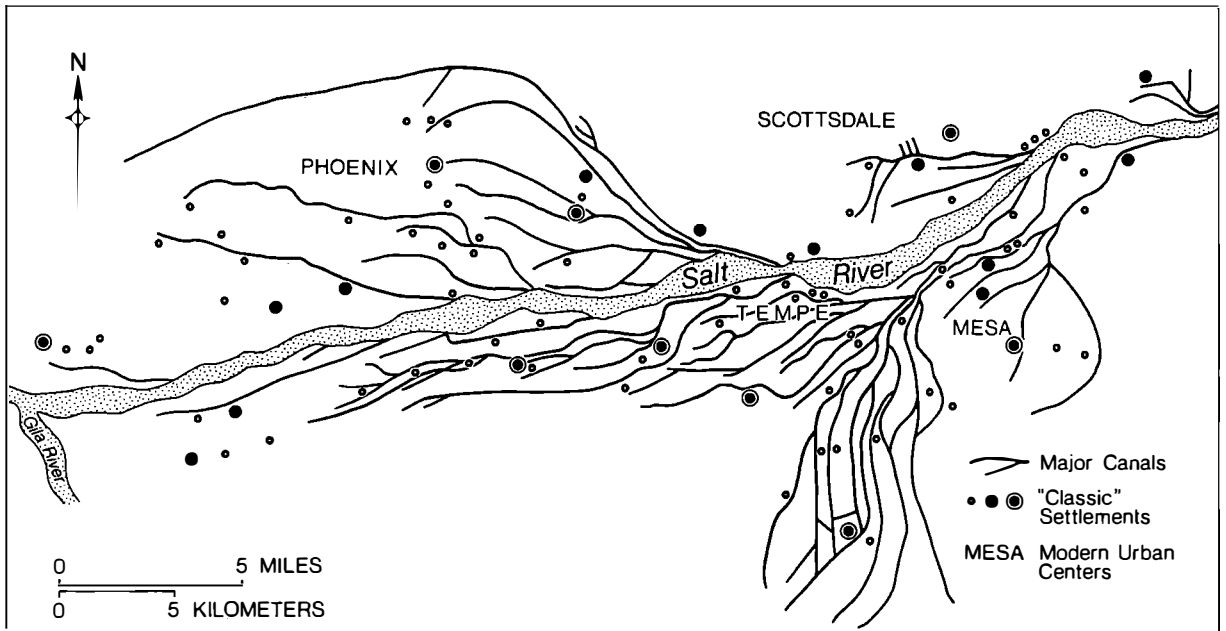 N
SCOTTSDALE
PHOENIX
Salt River
TEMPE
MESA
Gila River
Major Canals
"Classic"
Settlements
MESA Modern Urban
Centers
0 5 MILES
0 5 KILOMETERS